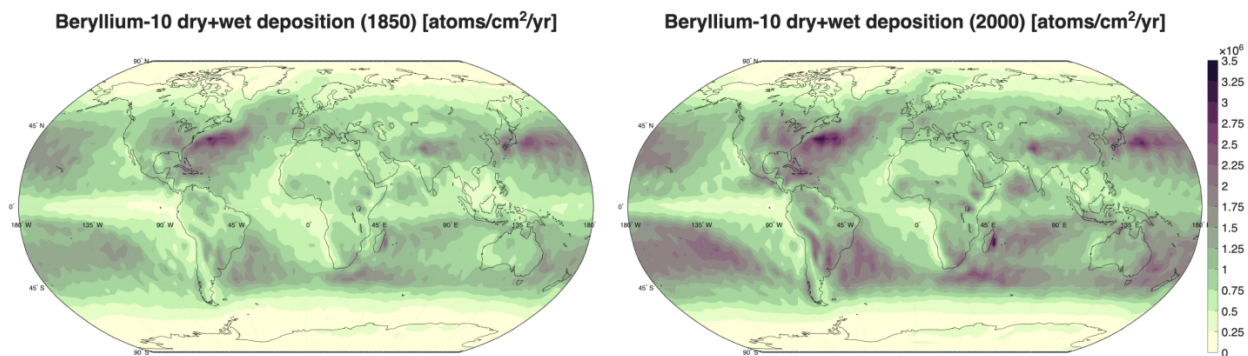 Beryllium-10 dry+wet deposition (1850) [atoms/cm²/yr]
Beryllium-10 dry+wet deposition (2000) [atoms/cm²/yr]
90° N
45° N
0°
180° W
135° W
90° W
45° W
0°
45° E
90° E
135° E
180° E
45° S
90° S
90° N
45° N
0°
180° W
135° W
90° W
45° W
0°
45° E
80° E
135° E
180° E
45° S
90° S
×10⁶
3.5
3.25
3
2.75
2.5
2.25
2
1.75
1.5
1.25
1
0.75
0.5
0.25
0